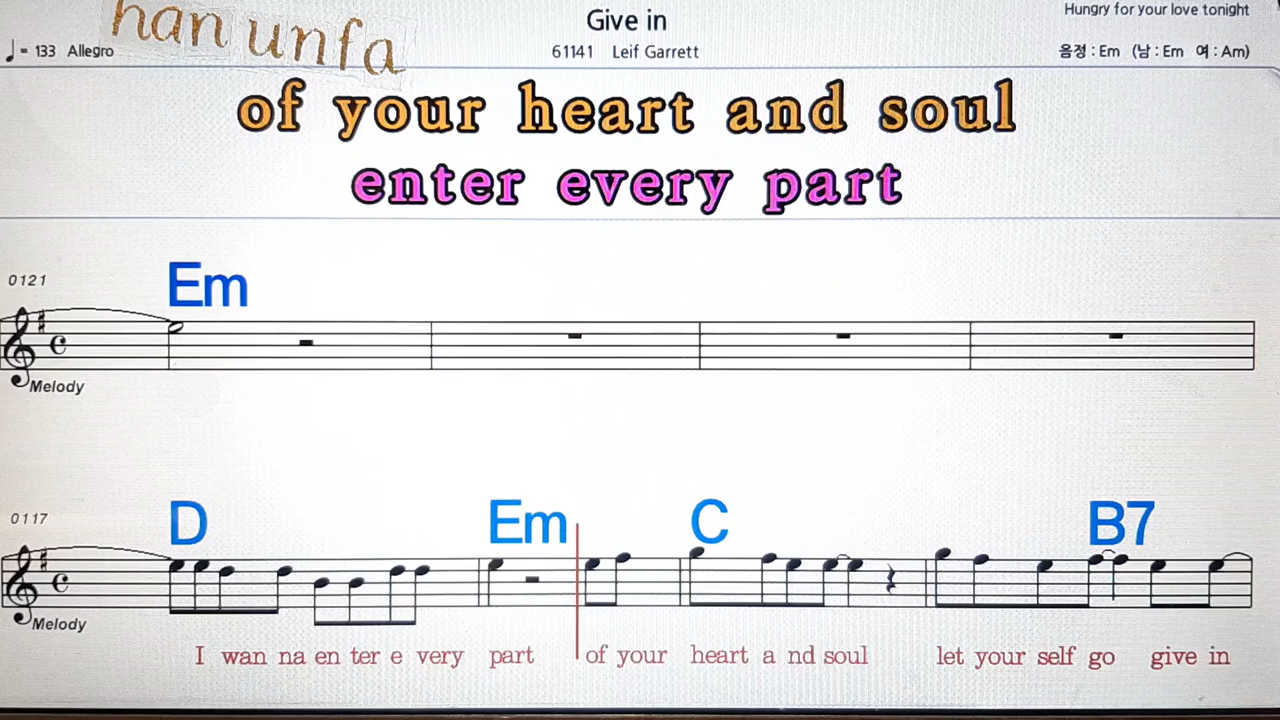 han unfa
Give in
Hungry for your love tonight
♩= 133 Allegro
61141 Leif Garrett
음정 : Em (남 : Em 여 : Am)
of your heart and soul
enter every part
0121
Em
Melody
0117
D Em C B7
Melody
I wan na en ter e very part of your heart a nd soul let your self go give in